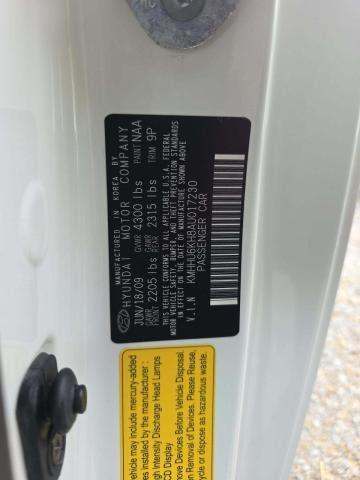 MANUFACTURED IN KOREA BY
HYUNDAI MOTOR COMPANY
JUN/18/09 GVWR 4300 lbs PAINT NAA
GAWR FRONT 2205 lbs GAWR REAR 2315 lbs TRIM 9P
THIS VEHICLE CONFORMS TO ALL APPLICABLE U.S.A. FEDERAL
MOTOR VEHICLE SAFETY, BUMPER, AND THEFT PREVENTION STANDARDS
IN EFFECT ON THE DATE OF MANUFACTURE SHOWN ABOVE.
V.I.N KMHHU6KH8AU017230
PASSENGER CAR
vehicle may include mercury-added
installed by the manufacturer :
High Intensity Discharge Head Lamps
CD Display
move Devices Before Vehicle Disposal.
n Removal of Devices Please Reuse,
cycle or dispose as hazardous waste.